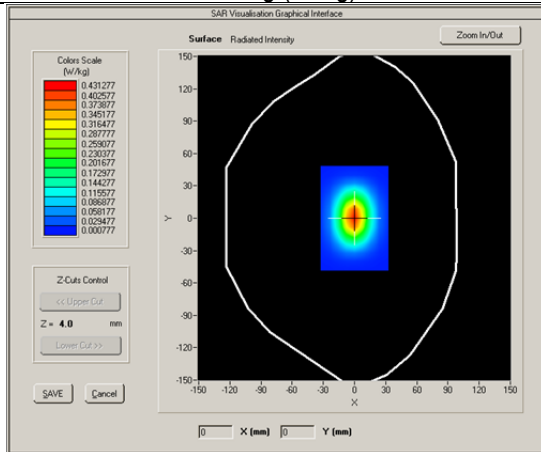 SAR Visualisation Graphical Interface
Surface Radiated Intensity
Zoom In/Out
Colors Scale
(W/kg)
0.431277
0.402577
0.373877
0.345177
0.316477
0.287777
0.259077
0.230377
0.201677
0.172977
0.144277
0.115577
0.086877
0.058177
0.029477
0.000777
150-
120-
90-
60-
30-
0-
-30-
-60-
-90-
-120-
-150-
Y
-150 -120 -90 -60 -30 0 30 60 90 120 150
X
Z-Cuts Control
<< Upper Cut
Z = 4.0 mm
Lower Cut >>
SAVE Cancel
0 X (mm) 0 Y (mm)